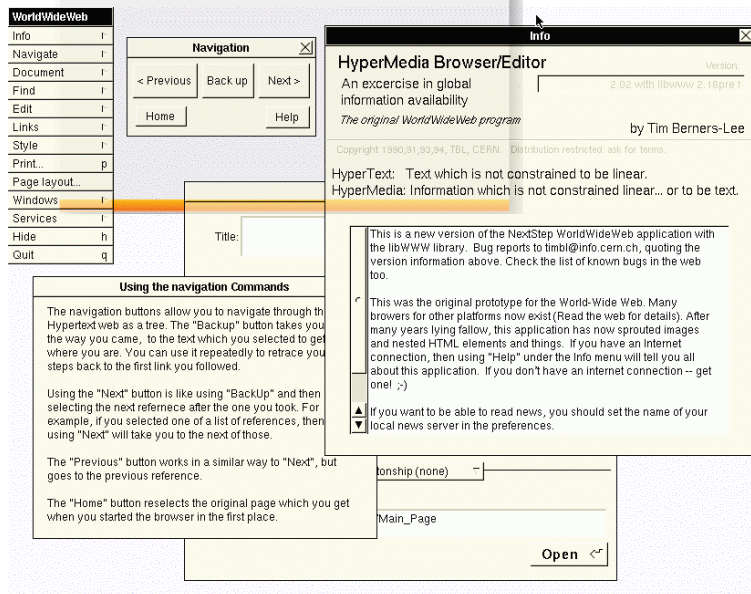 WorldWideWeb
Info
Navigate
Document
Find
Edit
Links
Style
Print... p
Page layout...
Windows
Services
Hide h
Quit q
Navigation
< Previous
Back up
Next >
Home
Help
Info
HyperMedia Browser/Editor
Version:
An excercise in global
information availability
2.02 with libwww 2.16pre1
The original WorldWideWeb program
by Tim Berners-Lee
Copyright 1990,91,93,94, TBL, CERN. Distribution restricted: ask for terms.
HyperText: Text which is not constrained to be linear.
HyperMedia: Information which is not constrained linear... or to be text.
This is a new version of the NextStep WorldWideWeb application with
the libWWW library. Bug reports to timbl@info.cern.ch, quoting the
version information above. Check the list of known bugs in the web
too.
This was the original prototype for the World-Wide Web. Many
browsers for other platforms now exist (Read the web for details). After
many years lying fallow, this application has now sprouted images
and nested HTML elements and things. If you have an Internet
connection, then using "Help" under the Info menu will tell you all
about this application. If you don't have an internet connection -- get
one! ;-)
If you want to be able to read news, you should set the name of your
local news server in the preferences.
Title:
Using the navigation Commands
The navigation buttons allow you to navigate through th
Hypertext web as a tree. The "Backup" button takes you
the way you came, to the text which you selected to get
where you are. You can use it repeatedly to retrace you
steps back to the first link you followed.
Using the "Next" button is like using "BackUp" and then
selecting the next refernece after the one you took. For
example, if you selected one of a list of references, then
using "Next" will take you to the next of those.
The "Previous" button works in a similar way to "Next", but
goes to the previous reference.
The "Home" button reselects the original page which you get
when you started the browser in the first place.
tonship (none)
/Main_Page
Open